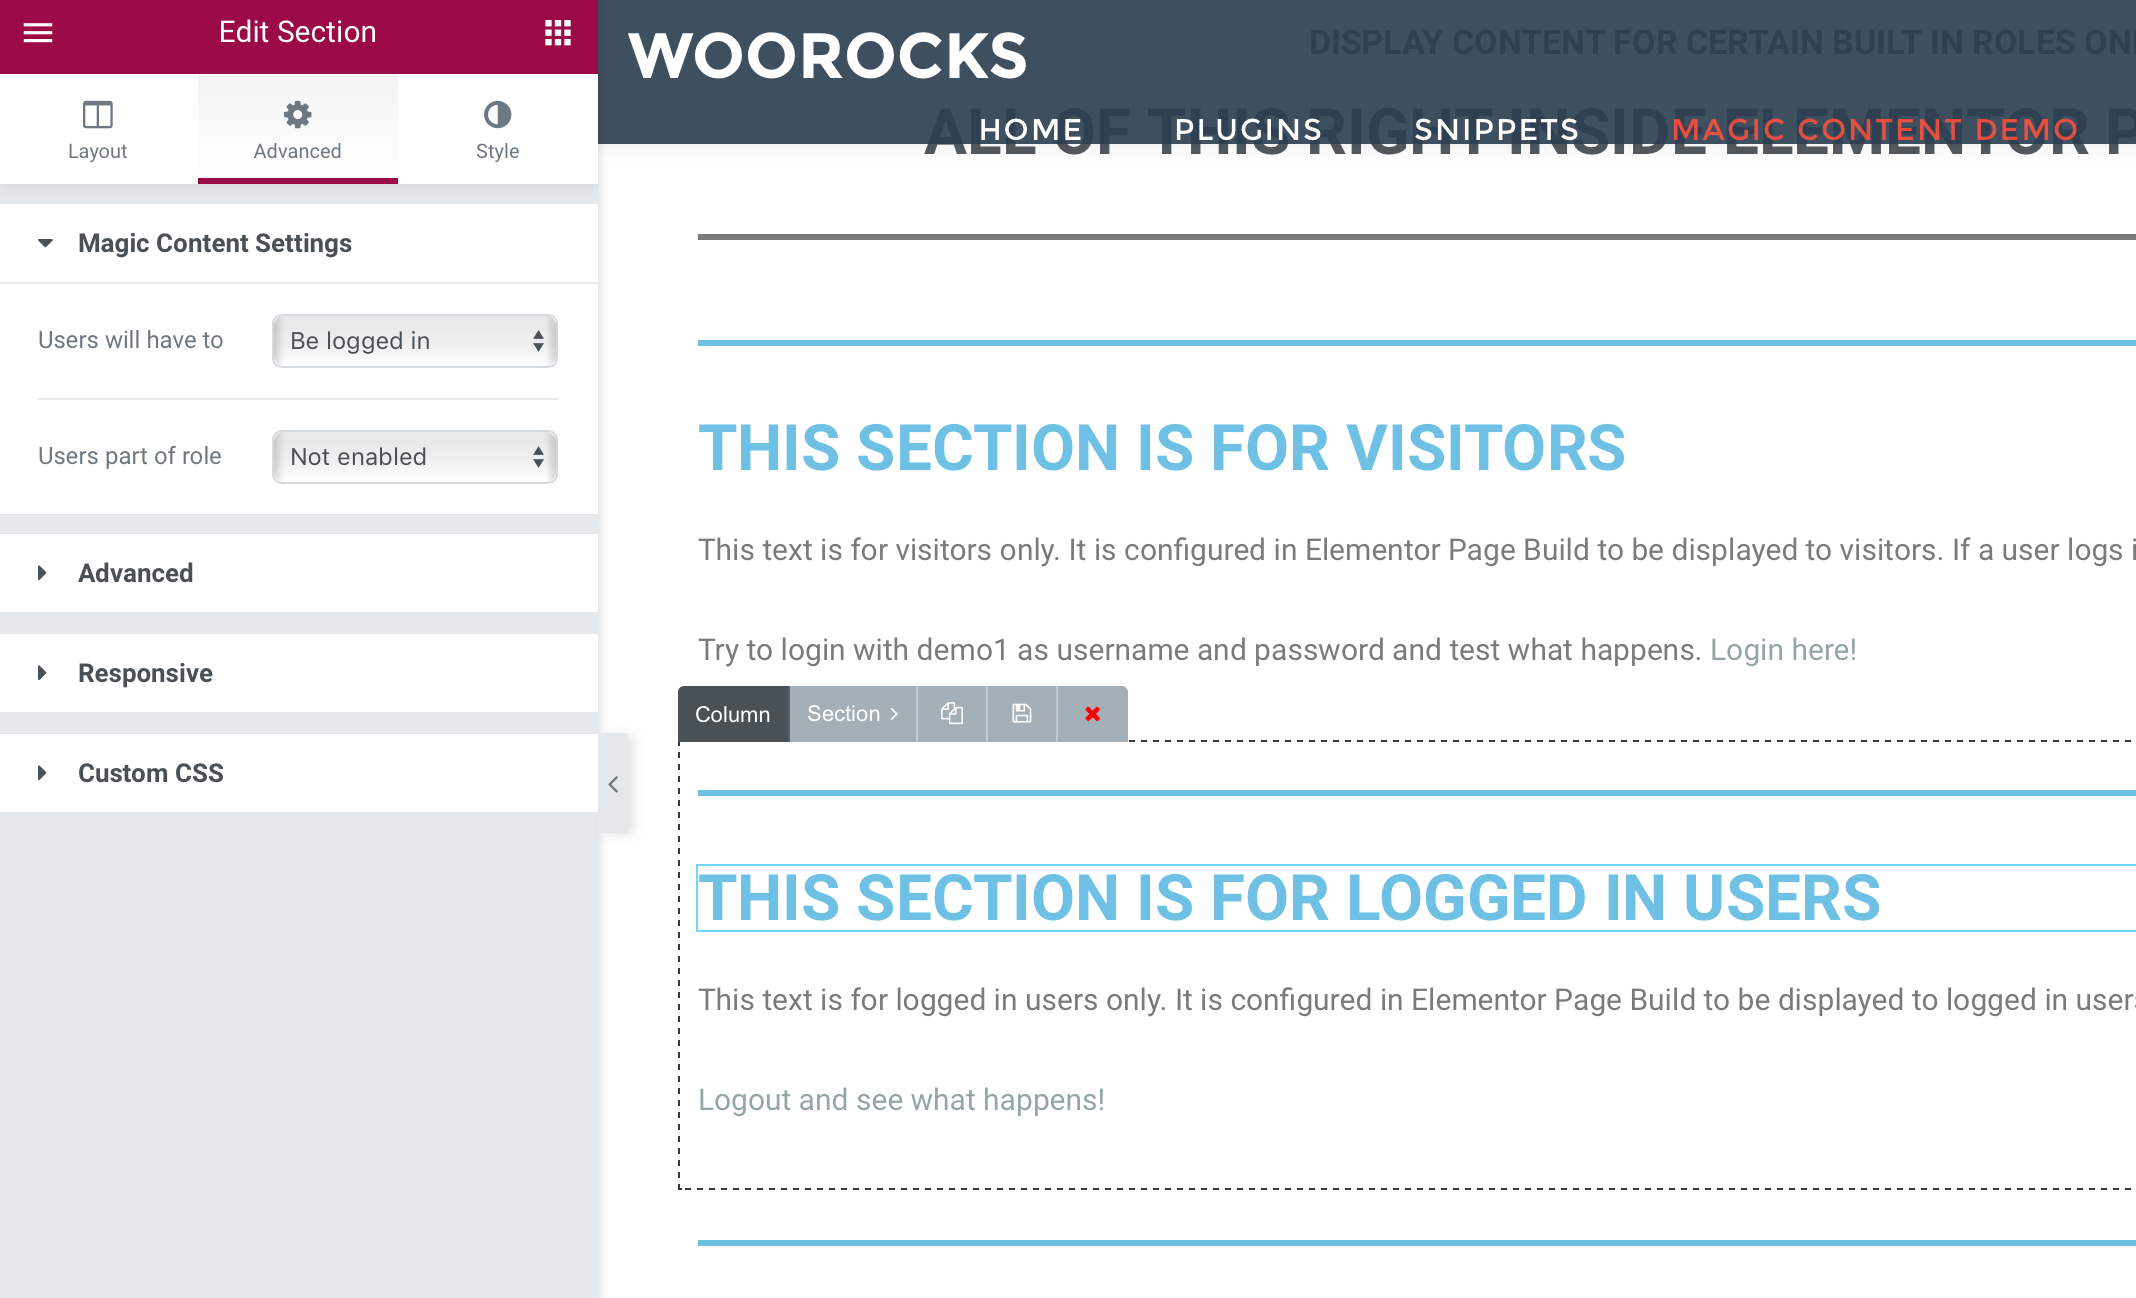 Edit Section
Layout
Advanced
Style
Magic Content Settings
Users will have to
Be logged in
Users part of role
Not enabled
Advanced
Responsive
Custom CSS
WOOROCKS
DISPLAY CONTENT FOR CERTAIN BUILT IN ROLES
ALL OF THIS RIGHT INSIDE ELEMENTOR
HOME
PLUGINS
SNIPPETS
MAGIC CONTENT DEMO
THIS SECTION IS FOR VISITORS
This text is for visitors only. It is configured in Elementor Page Build to be displayed to visitors. If a user logs
Try to login with demo1 as username and password and test what happens. Login here!
Column
Section
THIS SECTION IS FOR LOGGED IN USERS
This text is for logged in users only. It is configured in Elementor Page Build to be displayed to logged in
Logout and see what happens!